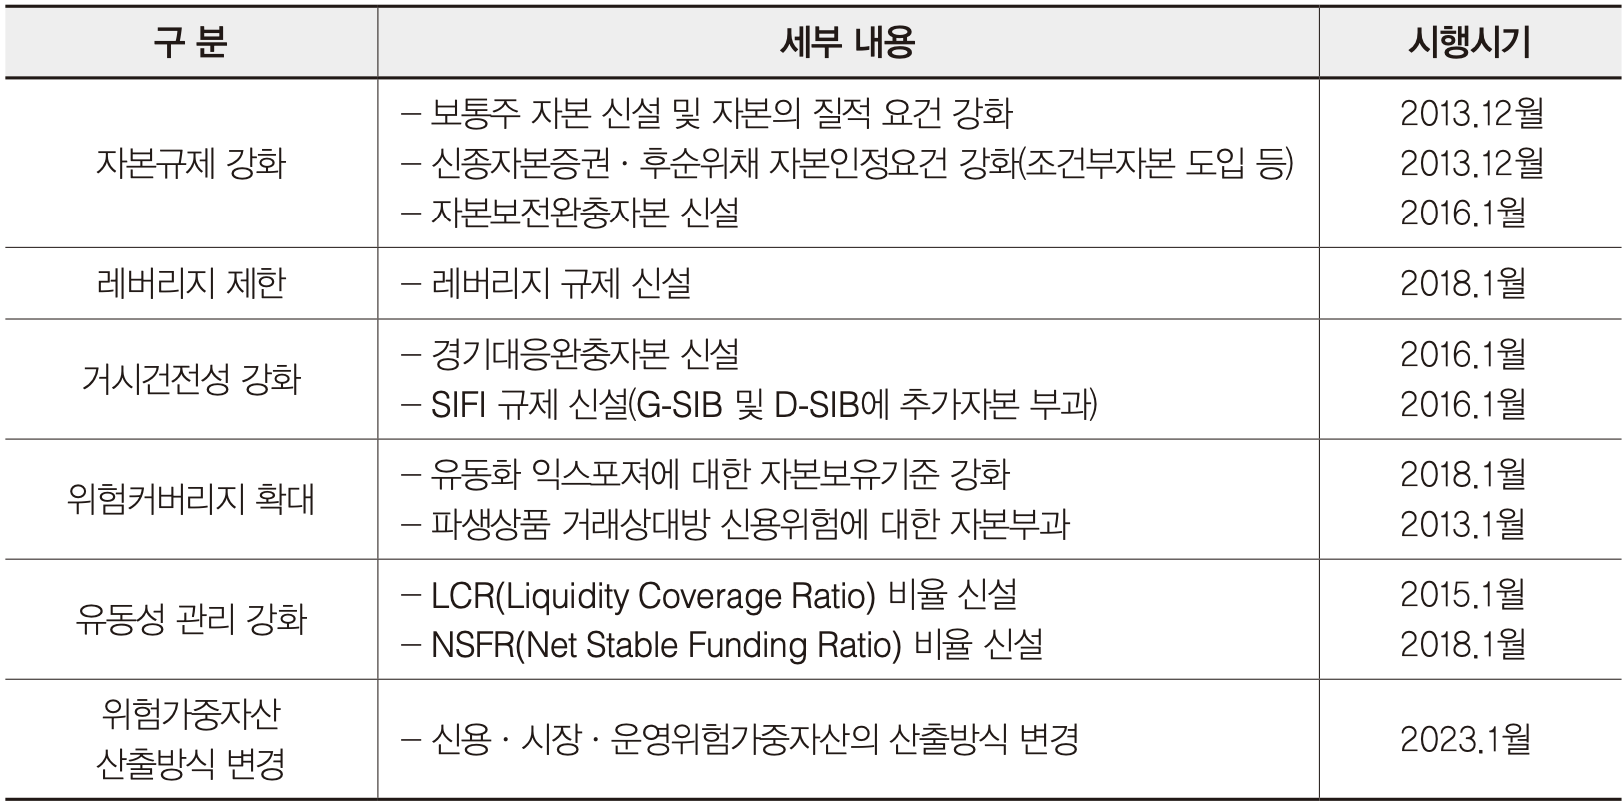 구 분 세부 내용 시행시기
자본규제 강화
– 보통주 자본 신설 및 자본의 질적 요건 강화 2013.12월
– 신종자본증권·후순위채 자본인정요건 강화(조건부자본 도입 등) 2013.12월
– 자본보전완충자본 신설 2016.1월
레버리지 제한 – 레버리지 규제 신설 2018.1월
거시건전성 강화
– 경기대응완충자본 신설 2016.1월
– SIFI 규제 신설(G-SIB 및 D-SIB에 추가자본 부과) 2016.1월
위험커버리지 확대
– 유동화 익스포져에 대한 자본보유기준 강화 2018.1월
– 파생상품 거래상대방 신용위험에 대한 자본부과 2013.1월
유동성 관리 강화
– LCR(Liquidity Coverage Ratio) 비율 신설 2015.1월
– NSFR(Net Stable Funding Ratio) 비율 신설 2018.1월
위험가중자산
산출방식 변경
– 신용·시장·운영위험가중자산의 산출방식 변경 2023.1월